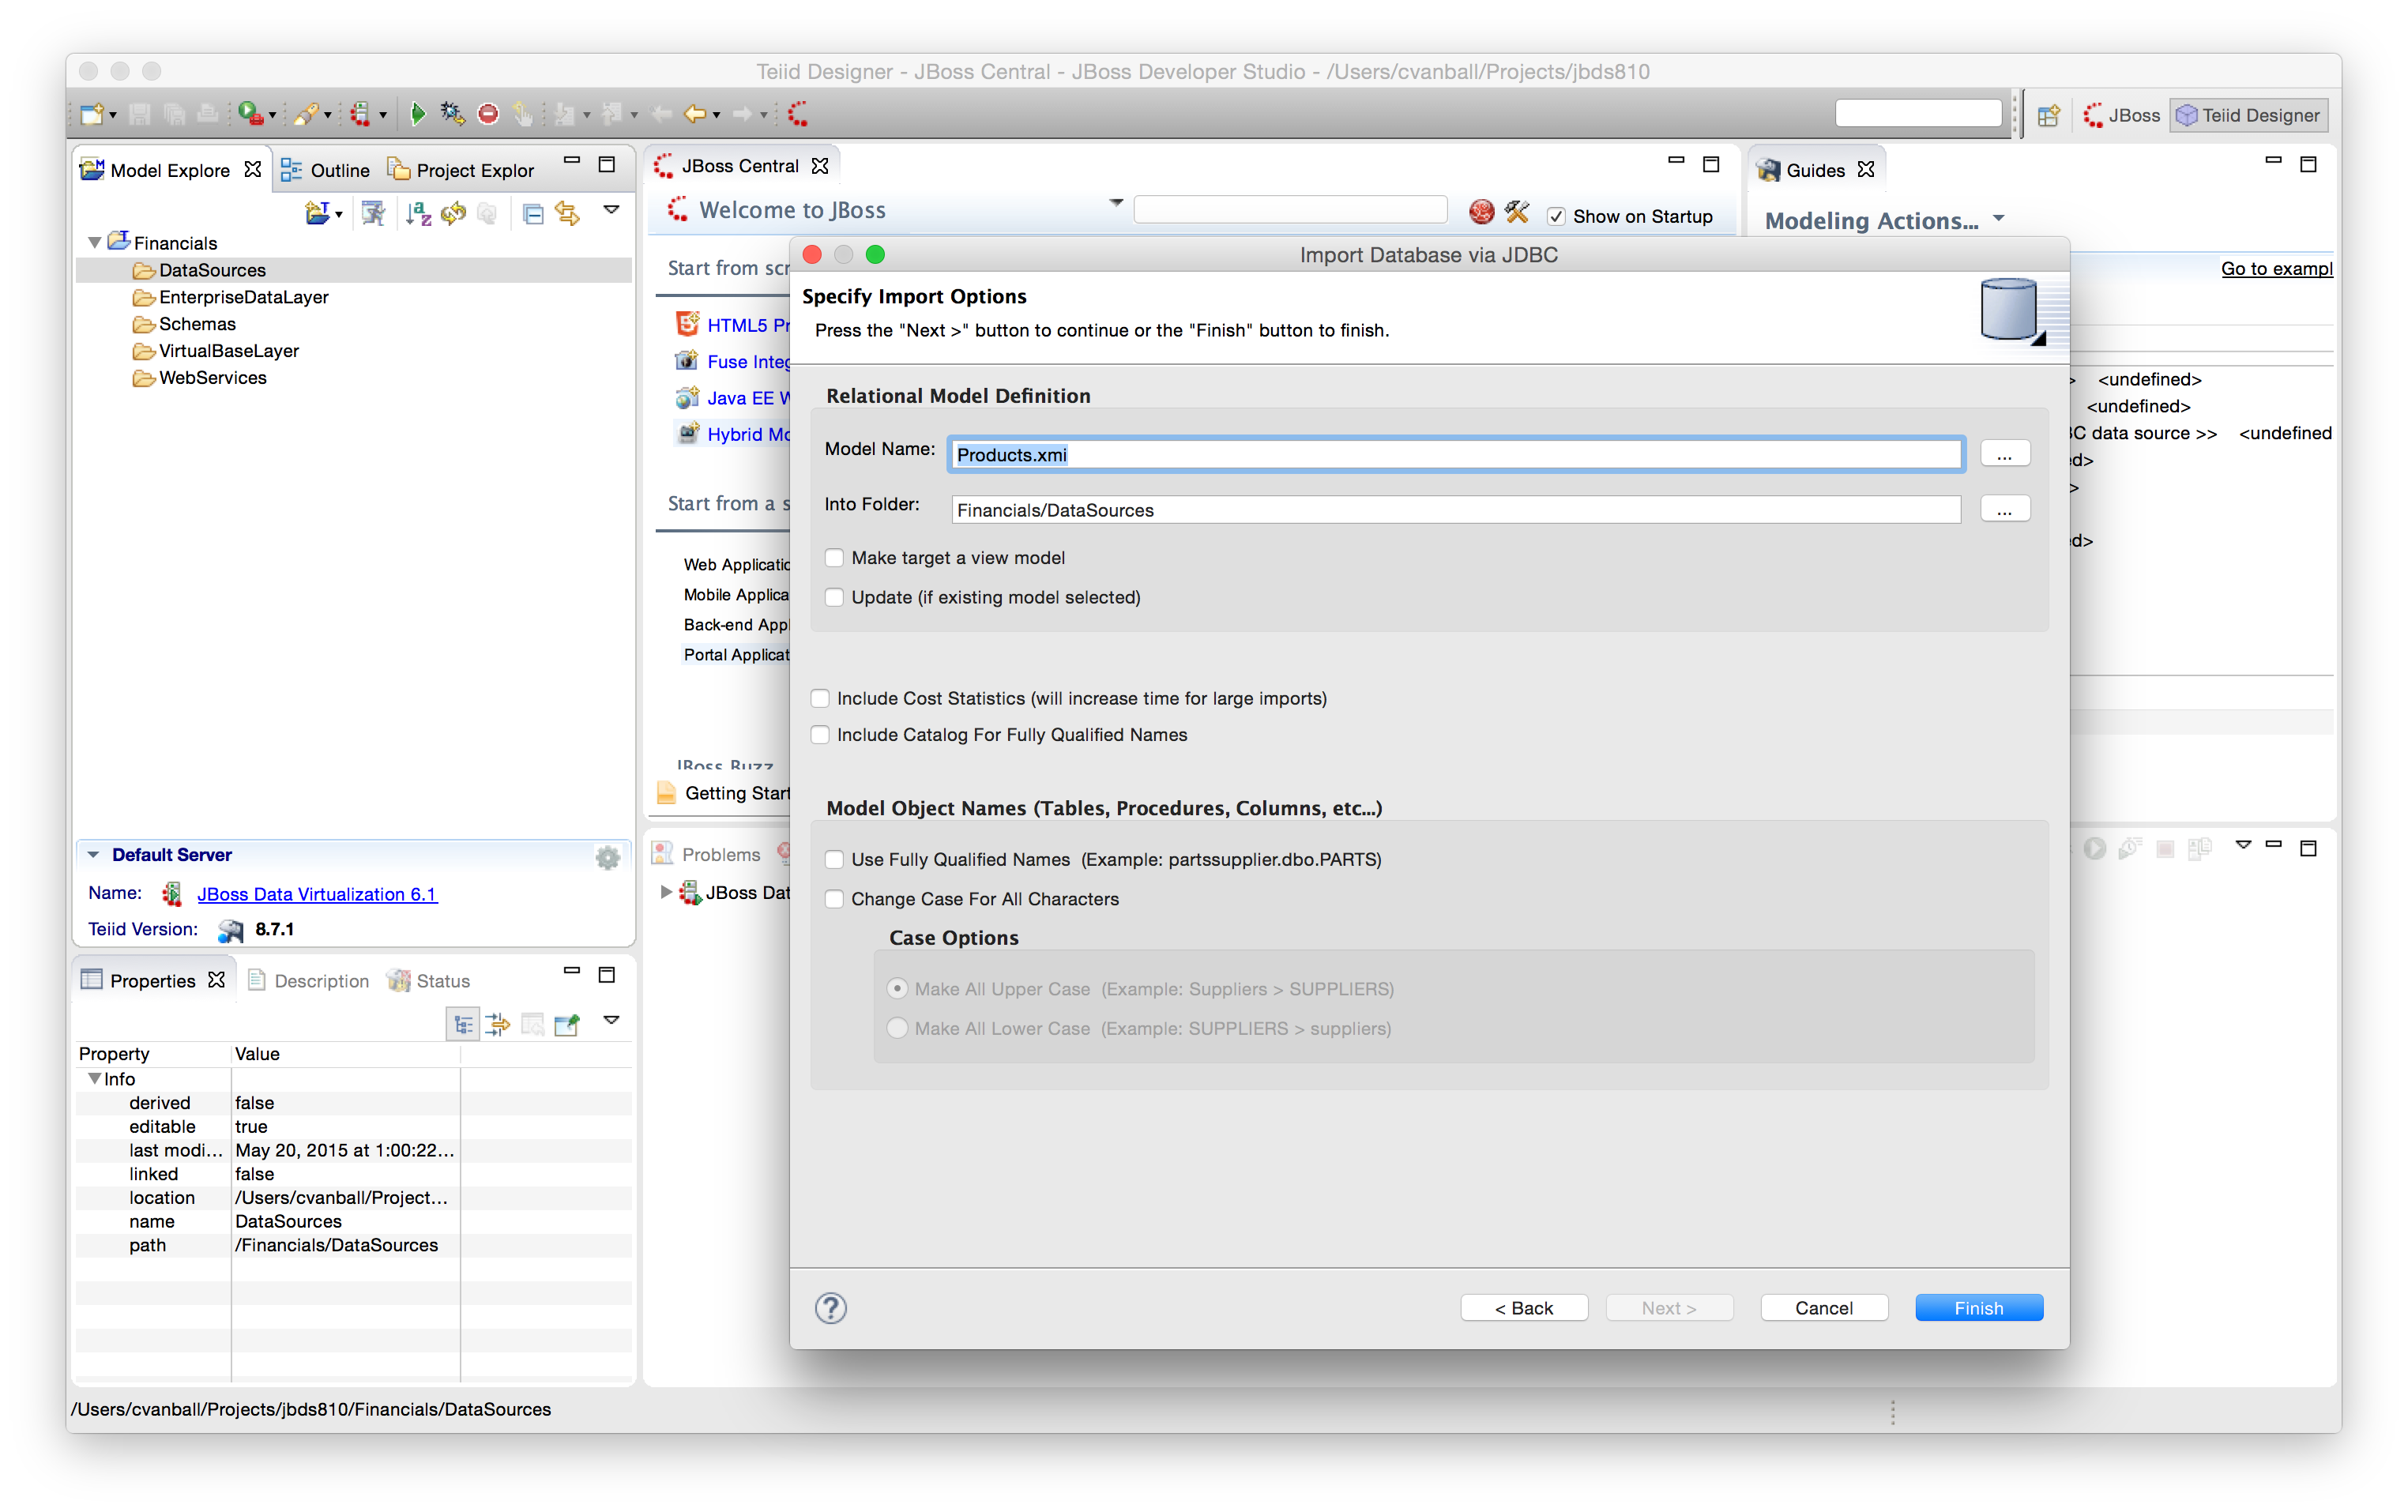 Teiid Designer - JBoss Central - JBoss Developer Studio - /Users/cvanball/Projects/jbds810
JBoss
Teiid Designer
Model Explore
Outline
Project Explor
Financials
DataSources
EnterpriseDataLayer
Schemas
VirtualBaseLayer
WebServices
Default Server
Name: JBoss Data Virtualization 6.1
Teiid Version: 8.7.1
Properties
Description
Status
Property Value
Info
derived false
editable true
last modi... May 20, 2015 at 1:00:22...
linked false
location /Users/cvanball/Project...
name DataSources
path /Financials/DataSources
/Users/cvanball/Projects/jbds810/Financials/DataSources
JBoss Central
Welcome to JBoss
Show on Startup
Start from scr
HTML5 Pr
Fuse Integ
Java EE W
Hybrid Mo
Start from a s
Web Applicatio
Mobile Applica
Back-end Appl
Portal Applicat
JBoss Buzz
Getting Start
Problems
JBoss Dat
Guides
Modeling Actions...
Go to exampl
<undefined>
<undefined>
BC data source >> <undefined
ed>
>
ed>
Import Database via JDBC
Specify Import Options
Press the "Next >" button to continue or the "Finish" button to finish.
Relational Model Definition
Model Name: Products.xmi ...
Into Folder: Financials/DataSources ...
Make target a view model
Update (if existing model selected)
Include Cost Statistics (will increase time for large imports)
Include Catalog For Fully Qualified Names
Model Object Names (Tables, Procedures, Columns, etc...)
Use Fully Qualified Names (Example: partssupplier.dbo.PARTS)
Change Case For All Characters
Case Options
Make All Upper Case (Example: Suppliers > SUPPLIERS)
Make All Lower Case (Example: SUPPLIERS > suppliers)
?
< Back
Next >
Cancel
Finish